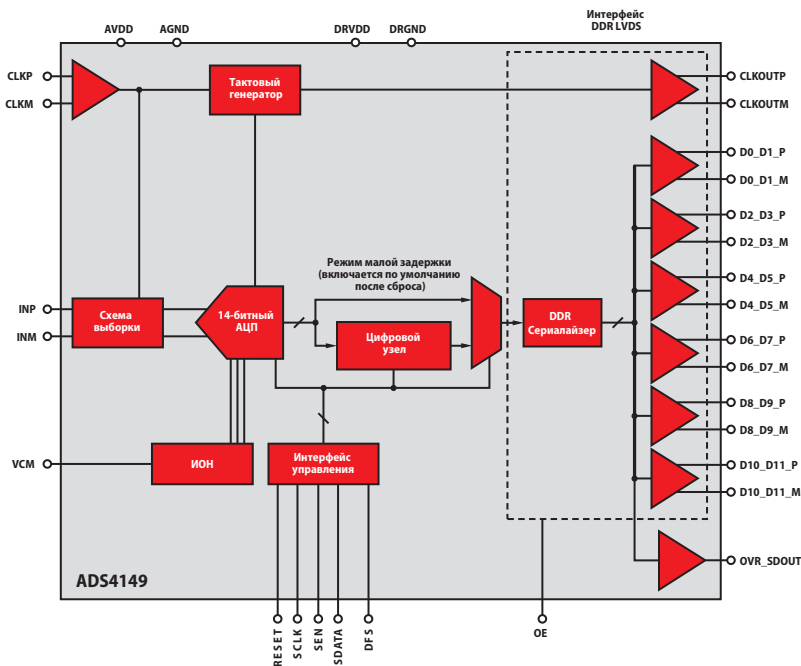 Интерфейс
DDR LVDS
AVDD
AGND
DRVDD
DRGND
CLKP
CLKM
Тактовый
генератор
CLKOUTP
CLKOUTM
D0_D1_P
D0_D1_M
D2_D3_P
D2_D3_M
Режим малой задержки
(включается по умолчанию
после сброса)
D4_D5_P
D4_D5_M
INP
INM
Схема
выборки
14-битный
АЦП
Цифровой
узел
DDR
Сериалайзер
D6_D7_P
D6_D7_M
D8_D9_P
D8_D9_M
VCM
ИОН
Интерфейс
управления
D10_D11_P
D10_D11_M
OVR_SDOUT
ADS4149
RESET
SCLK
SEN
SDATA
DFS
OE